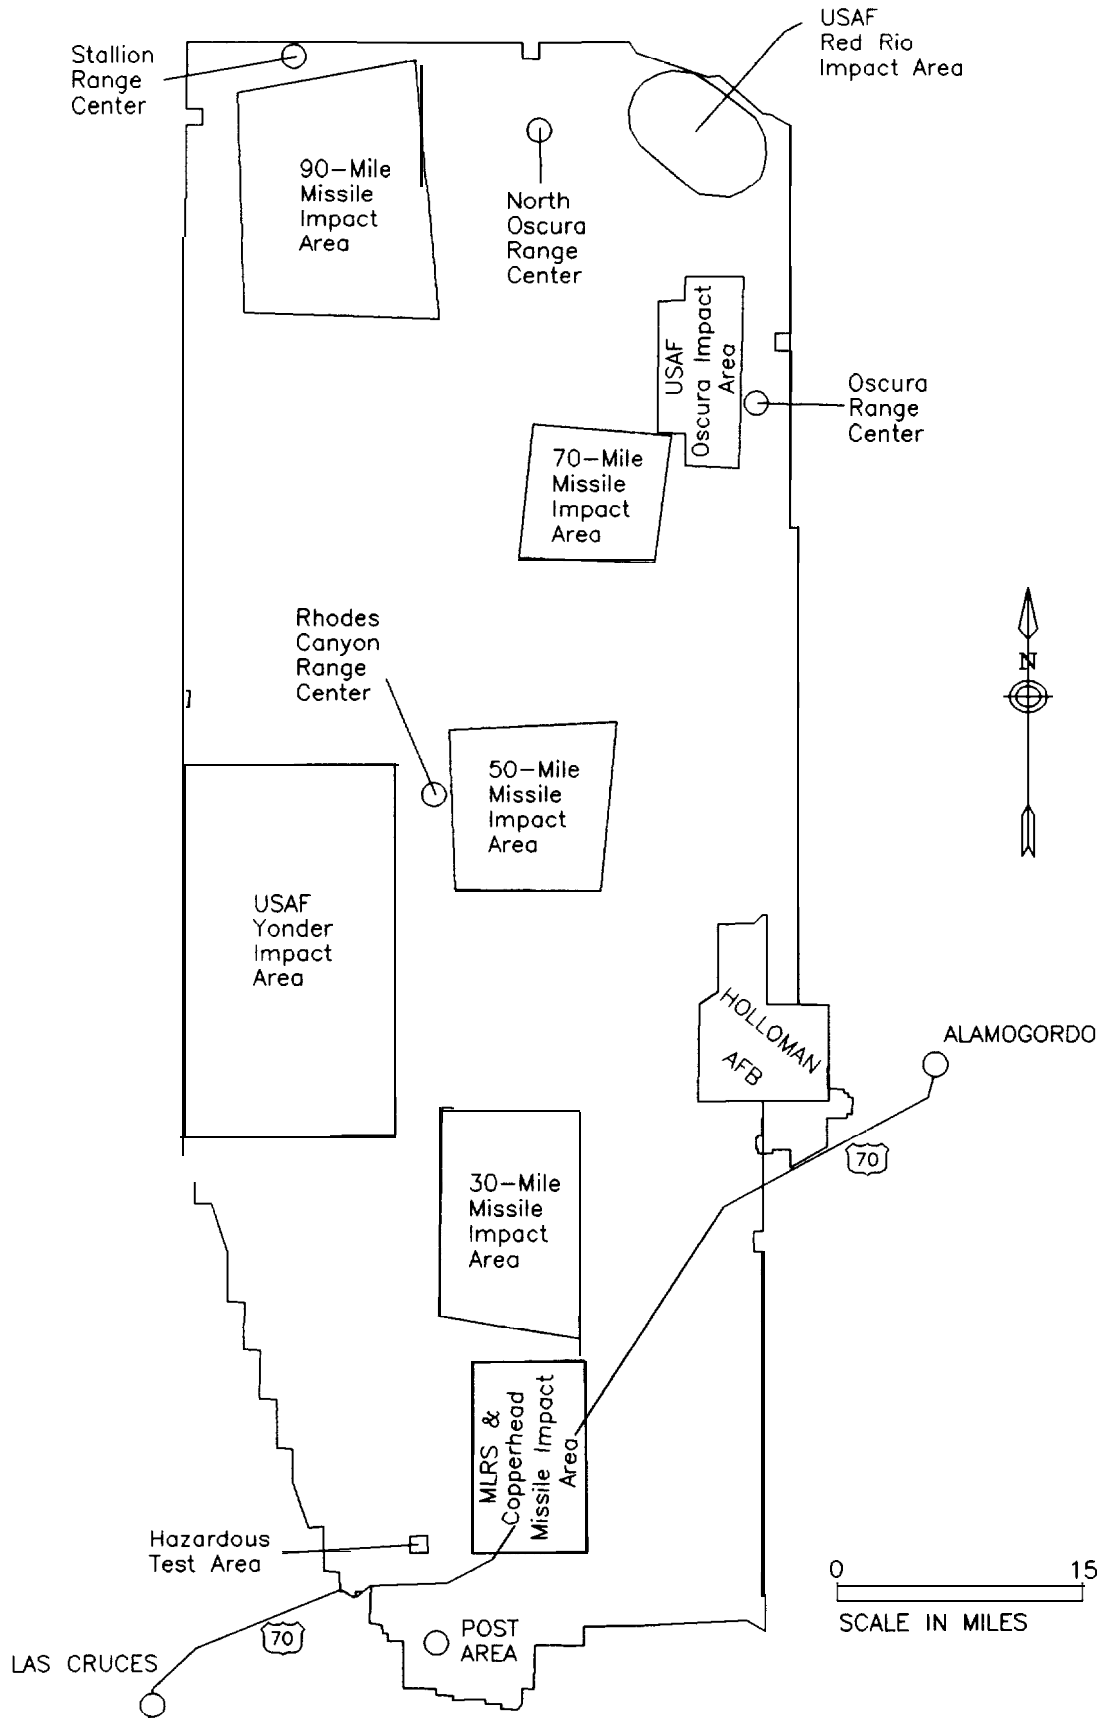 Stallion
Range
Center
USAF
Red Rio
Impact Area
90-Mile
Missile
Impact
Area
North
Oscura
Range
Center
USAF
Oscura Impact
Area
Oscura
Range
Center
70-Mile
Missile
Impact
Area
Rhodes
Canyon
Range
Center
N
50-Mile
Missile
Impact
Area
USAF
Yonder
Impact
Area
HOLLOMAN
AFB
ALAMOGORDO
70
30-Mile
Missile
Impact
Area
MLRS &
Copperhead
Missile Impact
Area
Hazardous
Test Area
0 15
SCALE IN MILES
POST
AREA
70
LAS CRUCES